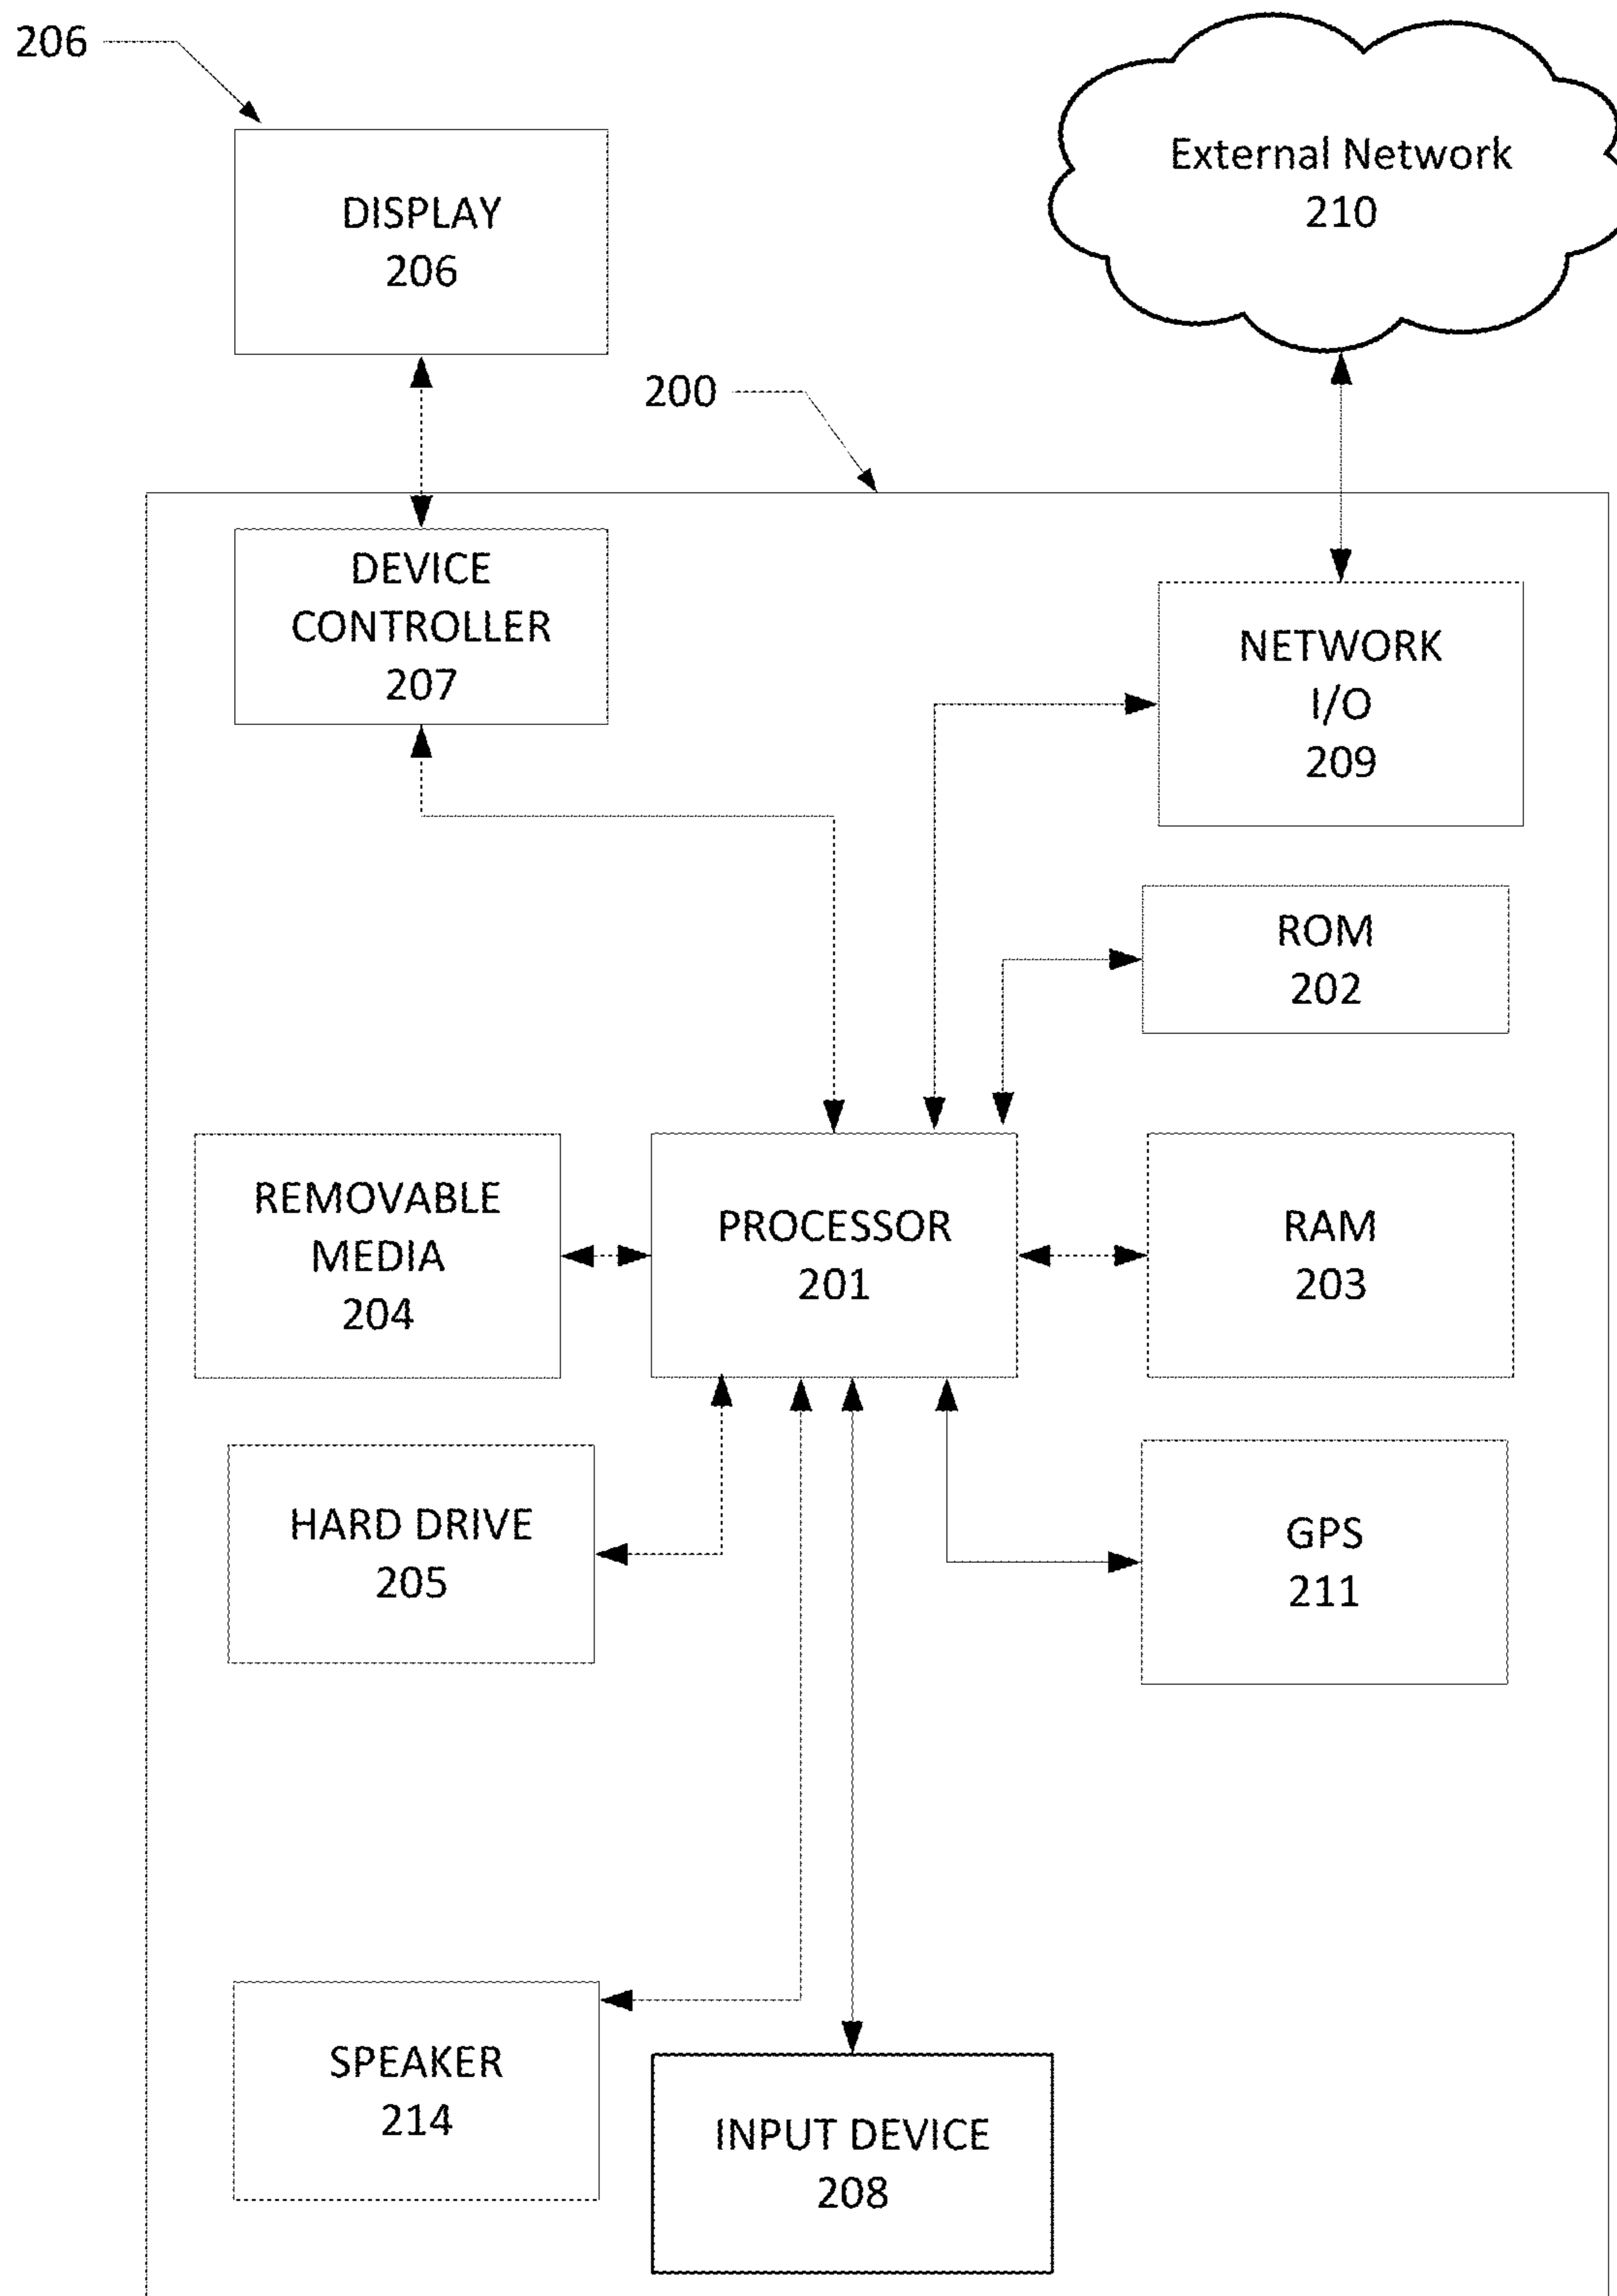 206
DISPLAY
206
External Network
210
200
DEVICE
CONTROLLER
207
NETWORK
I/O
209
ROM
202
REMOVABLE
MEDIA
204
PROCESSOR
201
RAM
203
HARD DRIVE
205
GPS
211
SPEAKER
214
INPUT DEVICE
208